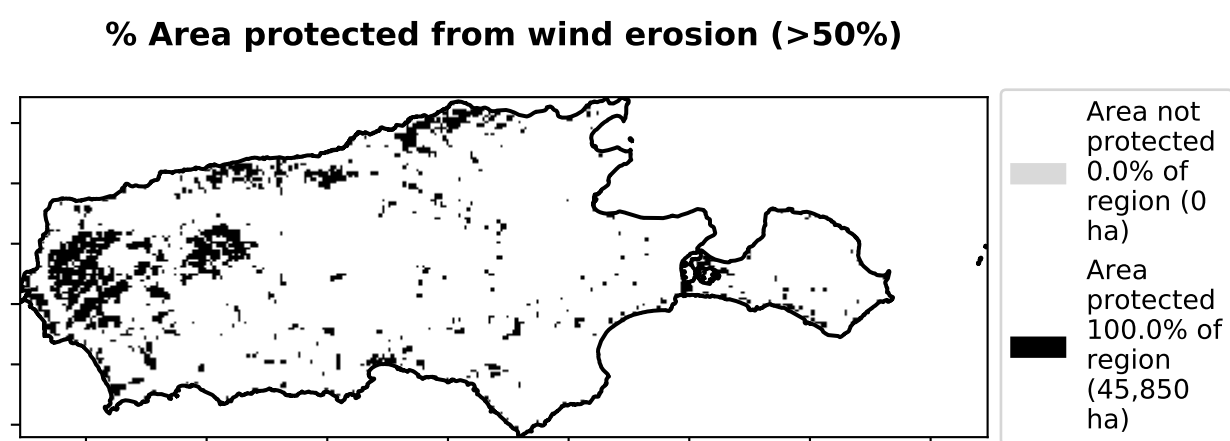 % Area protected from wind erosion (>50%)
Area not
protected
0.0% of
region (0
ha)
Area
protected
100.0% of
region
(45,850
ha)